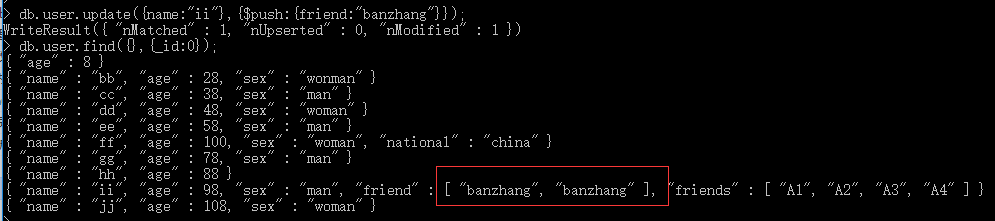 > db.user.update({name:"ii"},{$push:{friend:"banzhang"}});
WriteResult({ "nMatched" : 1, "nUpserted" : 0, "nModified" : 1 })
> db.user.find({},{_id:0});
{ "age" : 8 }
{ "name" : "bb", "age" : 28, "sex" : "wonman" }
{ "name" : "cc", "age" : 38, "sex" : "man" }
{ "name" : "dd", "age" : 48, "sex" : "woman" }
{ "name" : "ee", "age" : 58, "sex" : "man" }
{ "name" : "ff", "age" : 100, "sex" : "woman", "national" : "china" }
{ "name" : "gg", "age" : 78, "sex" : "man" }
{ "name" : "hh", "age" : 88 }
{ "name" : "ii", "age" : 98, "sex" : "man", "friend" : [ "banzhang", "banzhang" ], "friends" : [ "A1", "A2", "A3", "A4" ] }
{ "name" : "jj", "age" : 108, "sex" : "woman" }